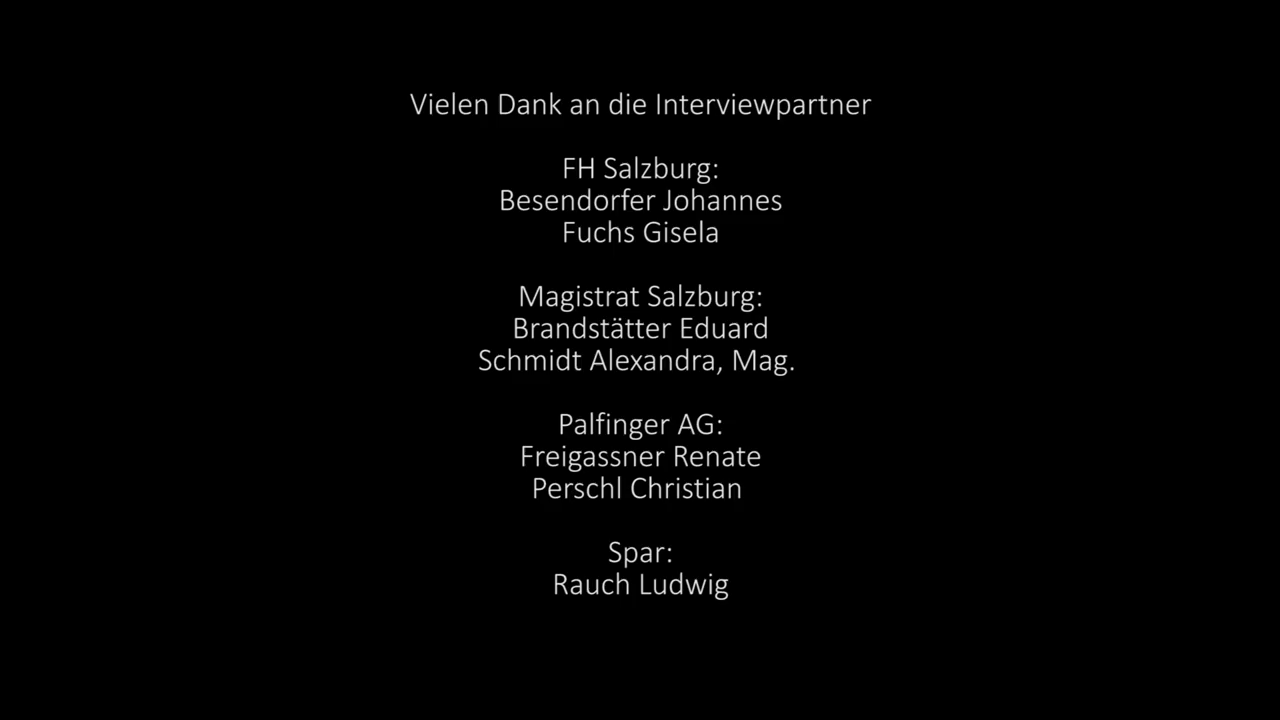 Vielen Dank an die Interviewpartner
FH Salzburg:
Besendorfer Johannes
Fuchs Gisela
Magistrat Salzburg:
Brandstätter Eduard
Schmidt Alexandra, Mag.
Palfinger AG:
Freigassner Renate
Perschl Christian
Spar:
Rauch Ludwig